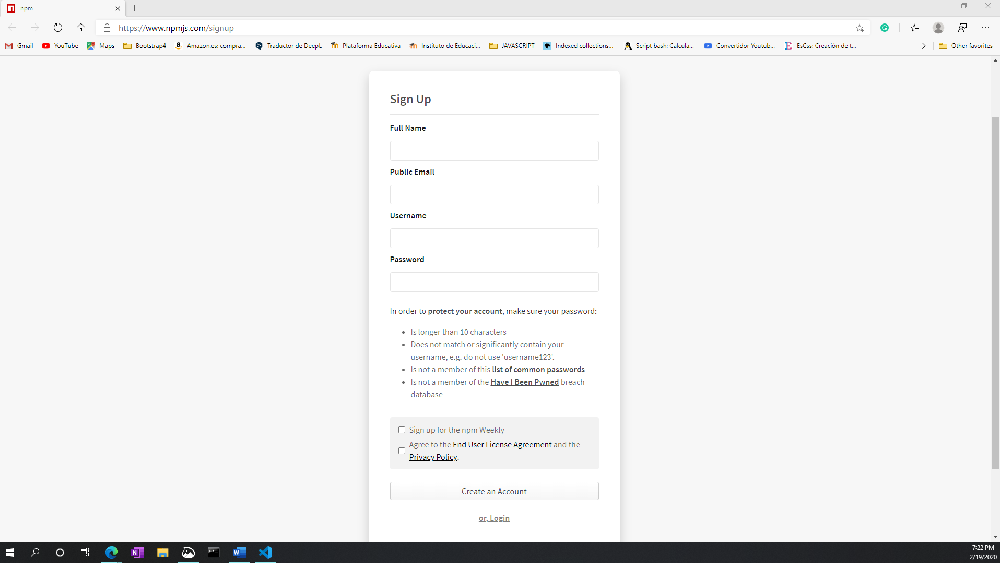 npm
https://www.npmjs.com/signup
Gmail YouTube Maps Bootstrap4 Amazon.es: compra... Traductor de DeepL Plataforma Educativa Instituto de Educaci... JAVASCRIPT Indexed collections... Script bash: Calcula... Convertidor Youtub... EsCss: Creación de t... Other favorites
Sign Up
Full Name
Public Email
Username
Password
In order to protect your account, make sure your password:
• Is longer than 10 characters
• Does not match or significantly contain your
username, e.g. do not use 'username123'.
• Is not a member of this list of common passwords
• Is not a member of the Have I Been Pwned breach
database
Sign up for the npm Weekly
Agree to the End User License Agreement and the
Privacy Policy.
Create an Account
or, Login
7:22 PM
2/19/2020